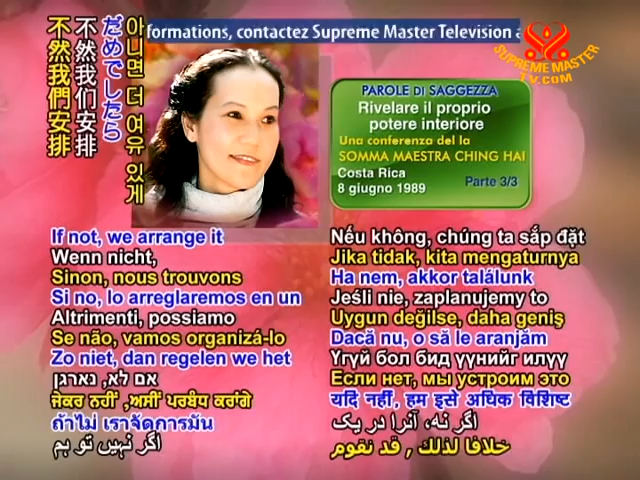 formations, contactez Supreme Master Television a
SUPREME MASTER
TV.COM
아니면 더 여유 있게
だめでしたら
不然我们安排
不然我們安排
PAROLE DI SAGGEZZA
Rivelare il proprio
potere interiore
Una conferenza del la
SOMMA MAESTRA CHING HAI
Costa Rica
8 giugno 1989
Parte 3/3
If not, we arrange it
Wenn nicht,
Sinon, nous trouvons
Si no, lo arreglaremos en un
Altrimenti, possiamo
Se não, vamos organizá-lo
Zo niet, dan regelen we het
אם לא, נארגן
ਜੇਕਰ ਨਹੀਂ ,ਅਸੀਂ ਪਰਬੰਧ ਕਰਾਂਗੇ
ถ้าไม่ เราจัดการมัน
اگر نہیں تو ہم
Nếu không, chúng ta sắp đặt
Jika tidak, kita mengaturnya
Ha nem, akkor találunk
Jeśli nie, zaplanujemy to
Uygun değilse, daha geniş
Dacă nu, o să le aranjăm
Үгүй бол бид үүнийг илүү
Если нет, мы устроим это
यदि नहीं, हम इसे अधिक विशिष्ट
اگر نه، آنرا در یک
خلافا لذلك , قد نقوم